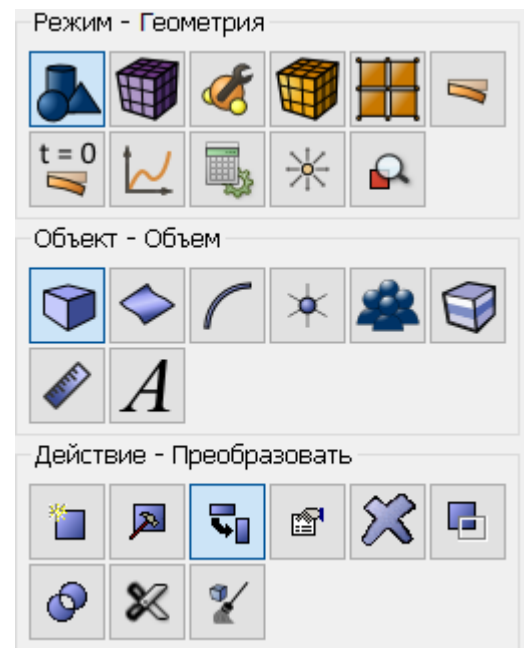 Режим - Геометрия
t = 0
Объект - Объем
A
Действие - Преобразовать